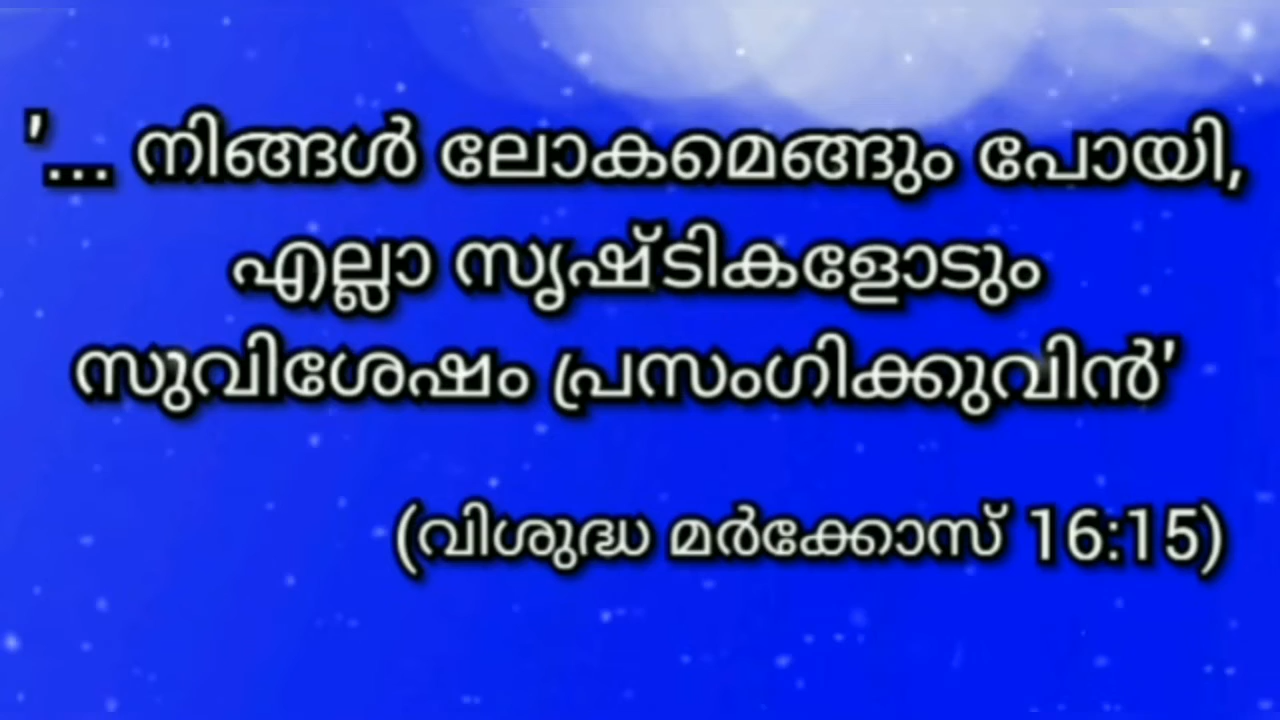 '... നിങ്ങൾ ലോകമെങ്ങും പോയി,
എല്ലാ സൃഷ്ടികളോടും
സുവിശേഷം പ്രസംഗിക്കുവിൻ'
(വിശുദ്ധ മർക്കോസ് 16:15)